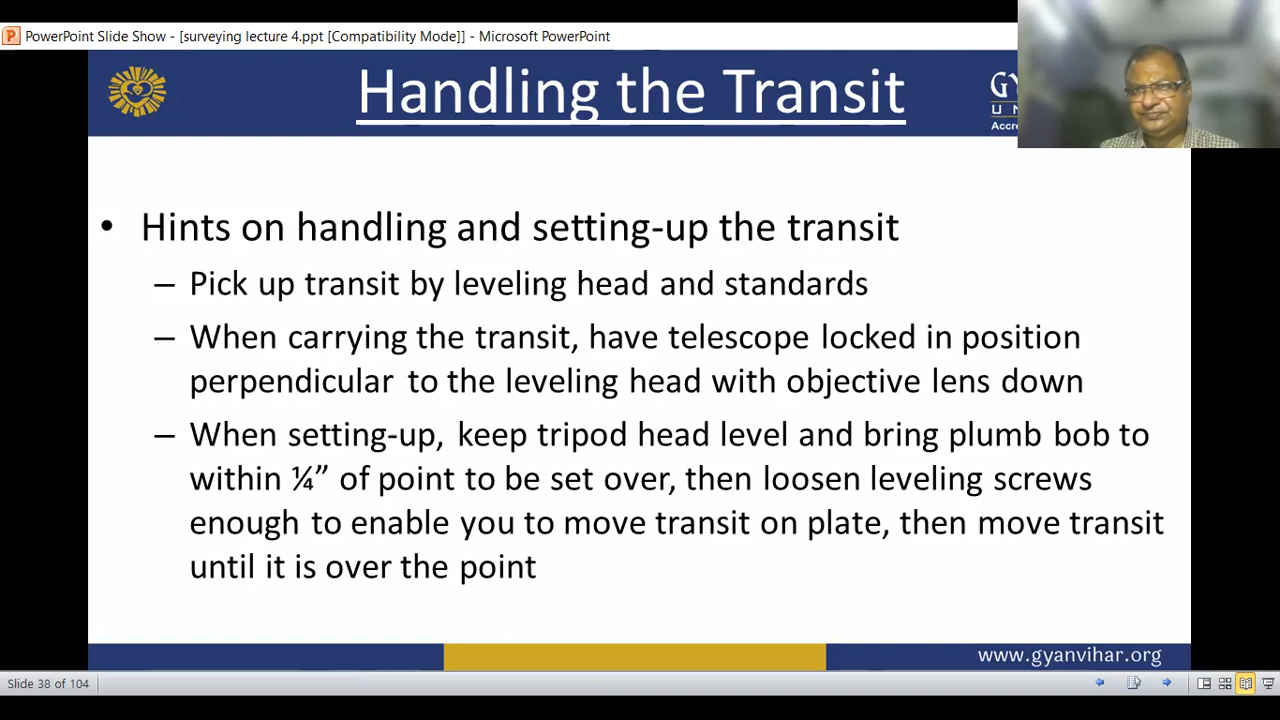 PowerPoint Slide Show - [surveying lecture 4.ppt [Compatibility Mode]] - Microsoft PowerPoint
Handling the Transit
GY
U N
Accre
• Hints on handling and setting-up the transit
– Pick up transit by leveling head and standards
– When carrying the transit, have telescope locked in position
perpendicular to the leveling head with objective lens down
– When setting-up, keep tripod head level and bring plumb bob to
within ¼” of point to be set over, then loosen leveling screws
enough to enable you to move transit on plate, then move transit
until it is over the point
www.gyanvihar.org
Slide 38 of 104